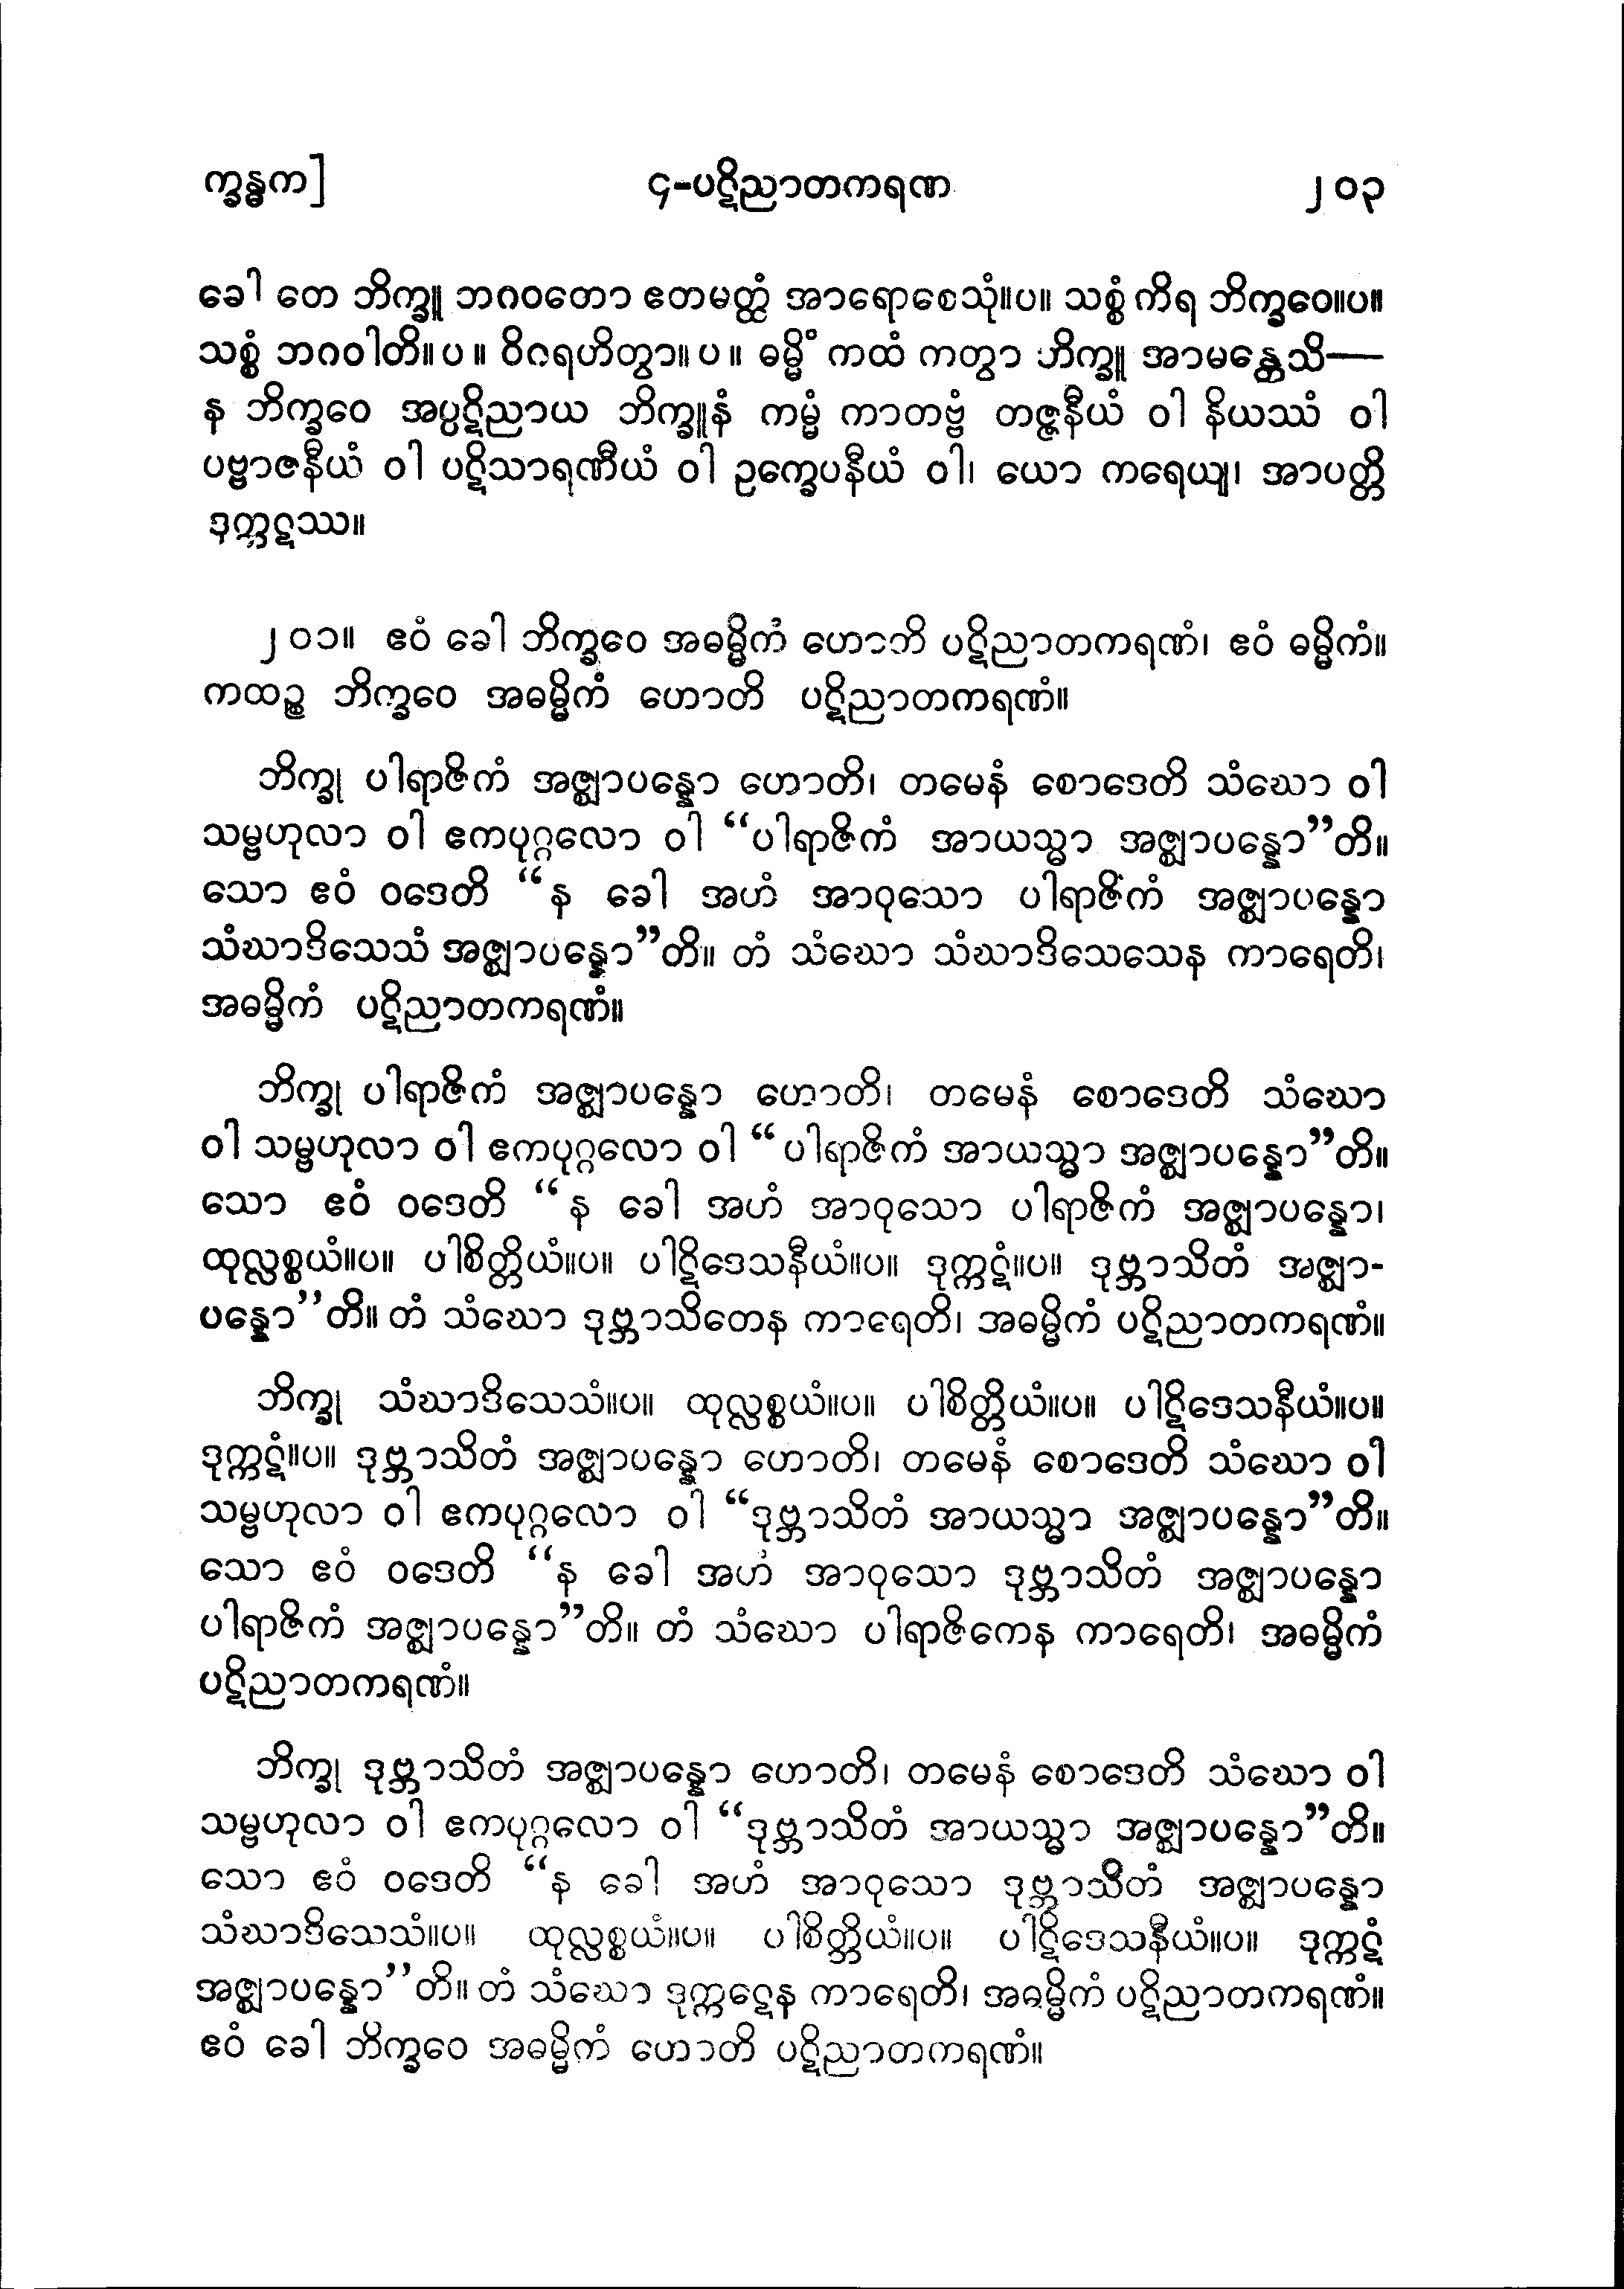 က္ခန္ဓက]
၄-ပဋိညာတကရဏ
၂၀၃
ခေါ တေ ဘိက္ခူ ဘဂဝတော ဧတမတ္ထံ အာရောစေသုံ။ပ။ သစ္စံ ကိရ ဘိက္ခဝေ။ပ။
သစ္စံ ဘဂဝါတိ။ ပ ။ ဝိဂရဟိတွာ။ ပ ။ ဓမ္မိံ ကထံ ကတွာ ဘိက္ခူ အာမန္တေသိ—
န ဘိက္ခဝေ အပ္ပဋိညာယ ဘိက္ခူနံ ကမ္မံ ကာတဗ္ဗံ တဇ္ဇနီယံ ဝါ နိယဿံ ဝါ
ပဗ္ဗာဇနီယံ ဝါ ပဋိသာရဏီယံ ဝါ ဥက္ခေပနီယံ ဝါ၊ ယော ကရေယျ၊ အာပတ္တိ
ဒုက္ကဋဿ။
၂၀၁။ ဧဝံ ခေါ ဘိက္ခဝေ အဓမ္မိကံ ဟောတိ ပဋိညာတကရဏံ၊ ဧဝံ ဓမ္မိကံ။
ကထဉ္စ ဘိက္ခဝေ အဓမ္မိကံ ဟောတိ ပဋိညာတကရဏံ။
ဘိက္ခု ပါရာဇိကံ အဇ္ဈာပန္နော ဟောတိ၊ တမေနံ စောဒေတိ သံဃော ဝါ
သမ္ဗဟုလာ ဝါ ဧကပုဂ္ဂလော ဝါ “ပါရာဇိကံ အာယသ္မာ အဇ္ဈာပန္နော”တိ။
သော ဧဝံ ဝဒေတိ “န ခေါ အဟံ အာဝုသော ပါရာဇိကံ အဇ္ဈာပန္နော
သံဃာဒိသေသံ အဇ္ဈာပန္နော”တိ။ တံ သံဃော သံဃာဒိသေသေန ကာရေတိ၊
အဓမ္မိကံ ပဋိညာတကရဏံ။
ဘိက္ခု ပါရာဇိကံ အဇ္ဈာပန္နော ဟောတိ၊ တမေနံ စောဒေတိ သံဃော
ဝါ သမ္ဗဟုလာ ဝါ ဧကပုဂ္ဂလော ဝါ “ပါရာဇိကံ အာယသ္မာ အဇ္ဈာပန္နော”တိ။
သော ဧဝံ ဝဒေတိ “န ခေါ အဟံ အာဝုသော ပါရာဇိကံ အဇ္ဈာပန္နော၊
ထုလ္လစ္စယံ။ပ။ ပါစိတ္တိယံ။ပ။ ပါဋိဒေသနီယံ။ပ။ ဒုက္ကဋံ။ပ။ ဒုဗ္ဘာသိတံ အဇ္ဈာ-
ပန္နော’’တိ။ တံ သံဃော ဒုဗ္ဘာသိတေန ကာရေတိ၊ အဓမ္မိကံ ပဋိညာတကရဏံ။
ဘိက္ခု သံဃာဒိသေသံ။ပ။ ထုလ္လစ္စယံ။ပ။ ပါစိတ္တိယံ။ပ။ ပါဋိဒေသနီယံ။ပ။
ဒုက္ကဋံ။ပ။ ဒုဗ္ဘာသိတံ အဇ္ဈာပန္နော ဟောတိ၊ တမေနံ စောဒေတိ သံဃော ဝါ
သမ္ဗဟုလာ ဝါ ဧကပုဂ္ဂလော ဝါ “ဒုဗ္ဘာသိတံ အာယသ္မာ အဇ္ဈာပန္နော”တိ။
သော ဧဝံ ဝဒေတိ “န ခေါ အဟံ အာဝုသော ဒုဗ္ဘာသိတံ အဇ္ဈာပန္နော
ပါရာဇိကံ အဇ္ဈာပန္နော”တိ။ တံ သံဃော ပါရာဇိကေန ကာရေတိ၊ အဓမ္မိကံ
ပဋိညာတကရဏံ။
ဘိက္ခု ဒုဗ္ဘာသိတံ အဇ္ဈာပန္နော ဟောတိ၊ တမေနံ စောဒေတိ သံဃော ဝါ
သမ္ဗဟုလာ ဝါ ဧကပုဂ္ဂလော ဝါ “ဒုဗ္ဘာသိတံ အာယသ္မာ အဇ္ဈာပန္နော”တိ။
သော ဧဝံ ဝဒေတိ “န ခေါ အဟံ အာဝုသော ဒုဗ္ဘာသိတံ အဇ္ဈာပန္နော
သံဃာဒိသေသံ။ပ။ ထုလ္လစ္စယံ။ပ။ ပါစိတ္တိယံ။ပ။ ပါဋိဒေသနီယံ။ပ။ ဒုက္ကဋံ
အဇ္ဈာပန္နော’’တိ။ တံ သံဃော ဒုက္ကဋေန ကာရေတိ၊ အဓမ္မိကံ ပဋိညာတကရဏံ။
ဧဝံ ခေါ ဘိက္ခဝေ အဓမ္မိကံ ဟောတိ ပဋိညာတကရဏံ။